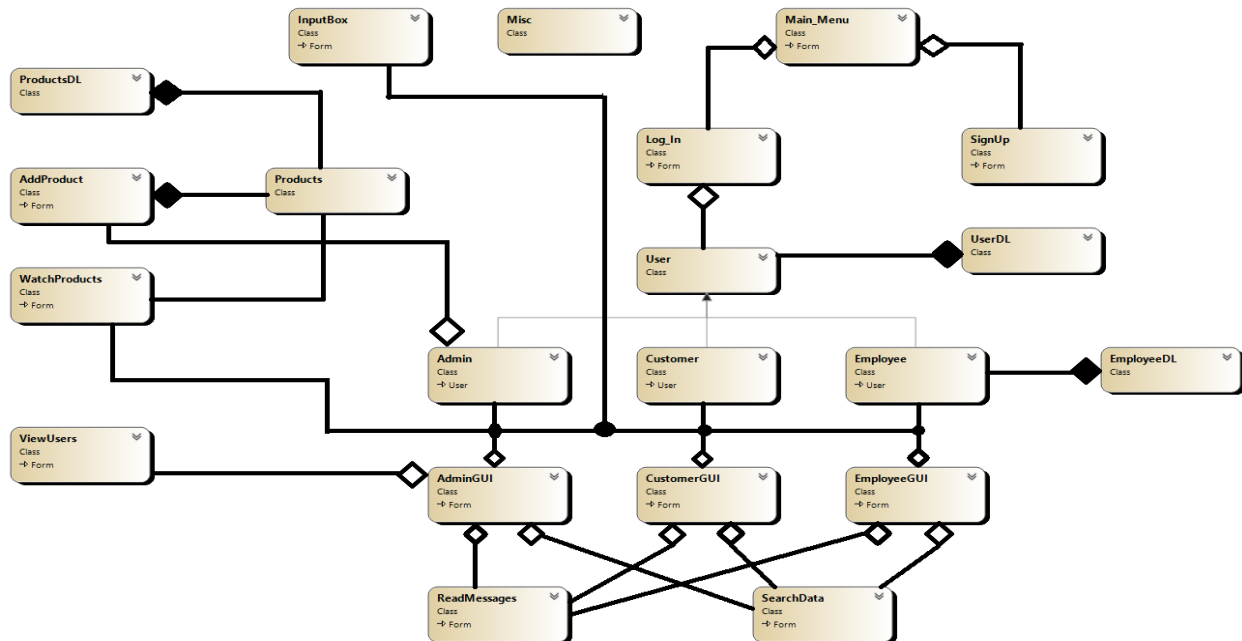 InputBox
Class
Form
Misc
Class
Main_Menu
Class
Form
ProductsDL
Class
Log_In
Class
Form
SignUp
Class
Form
AddProduct
Class
Form
Products
Class
User
Class
UserDL
Class
WatchProducts
Class
Form
Admin
Class
User
Customer
Class
User
Employee
Class
User
EmployeeDL
Class
ViewUsers
Class
Form
AdminGUI
Class
Form
CustomerGUI
Class
Form
EmployeeGUI
Class
Form
ReadMessages
Class
Form
SearchData
Class
Form